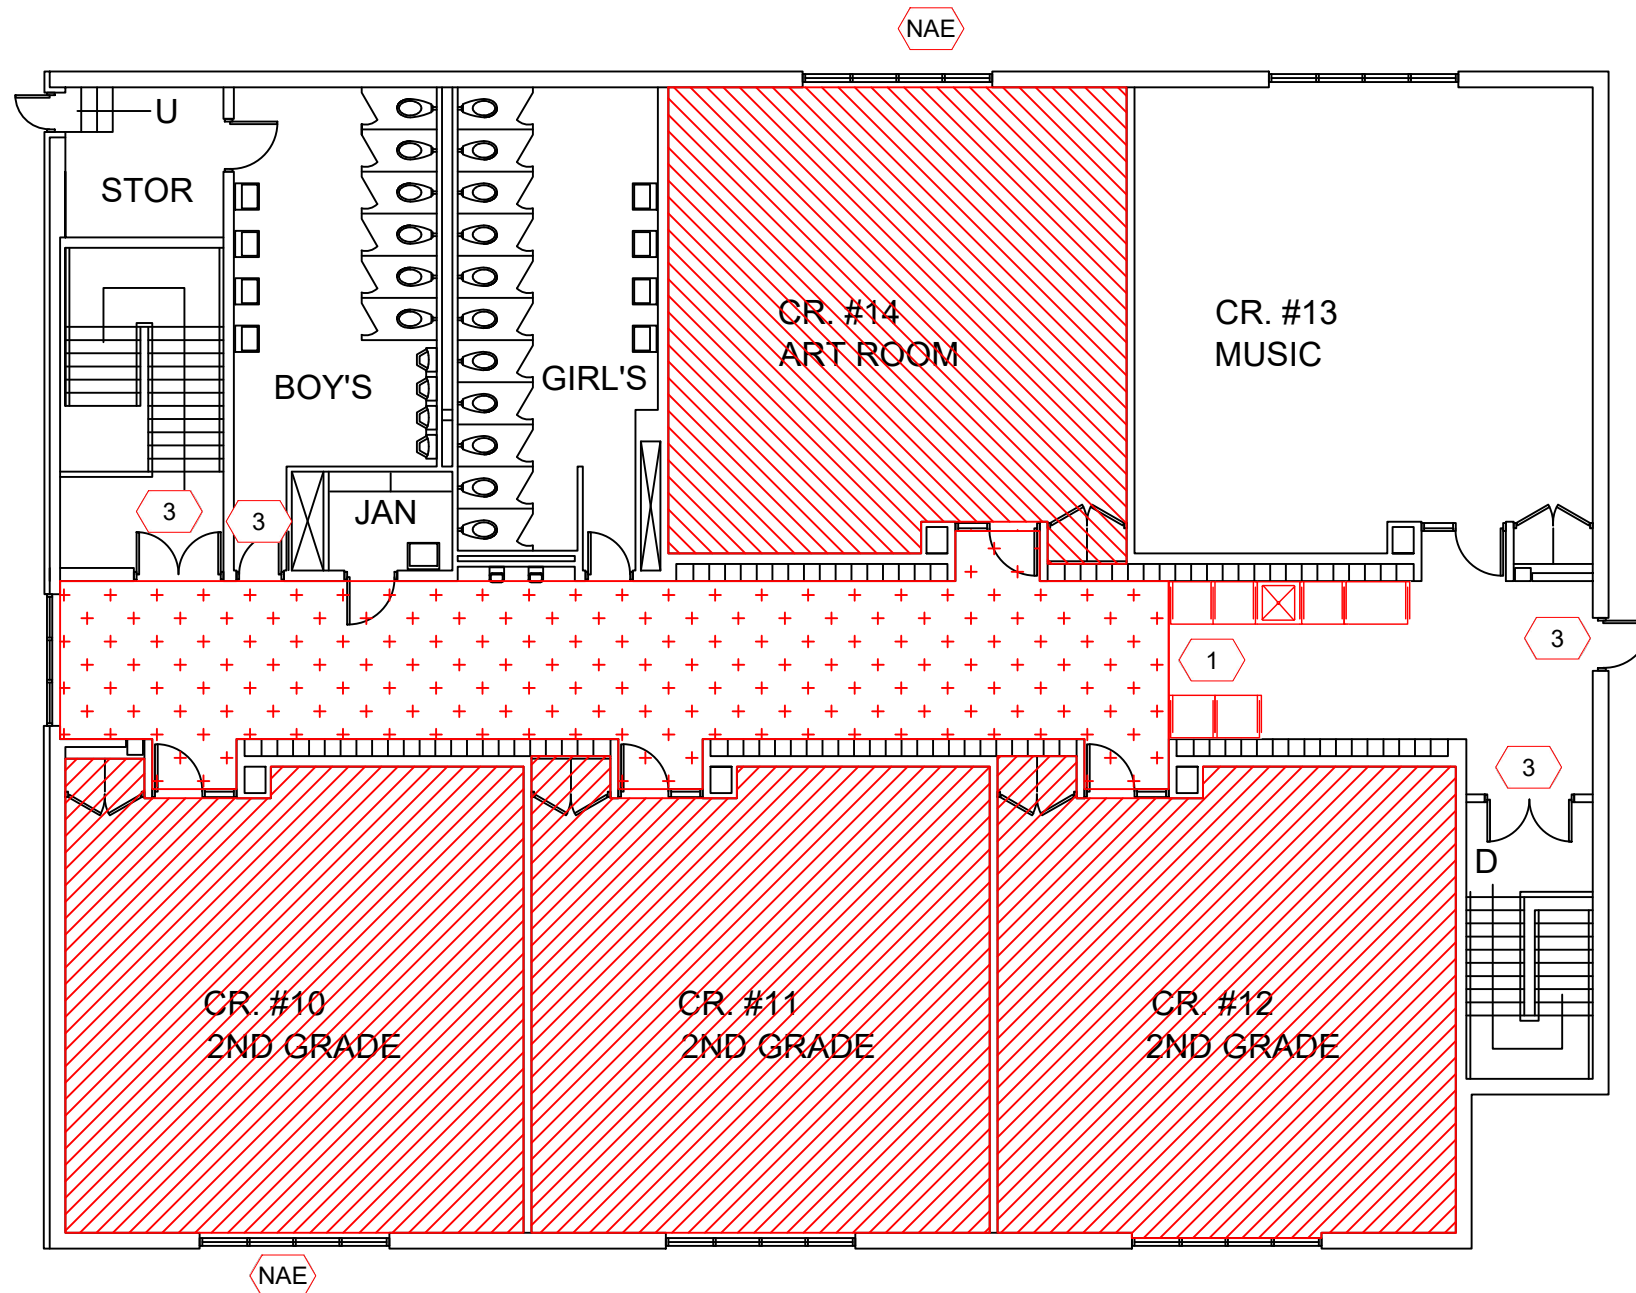 NAE
U
STOR
CR. #14
ART ROOM
CR. #13
MUSIC
BOY'S
GIRL'S
3
3
JAN
3
1
3
D
CR. #10
2ND GRADE
CR. #11
2ND GRADE
CR. #12
2ND GRADE
NAE